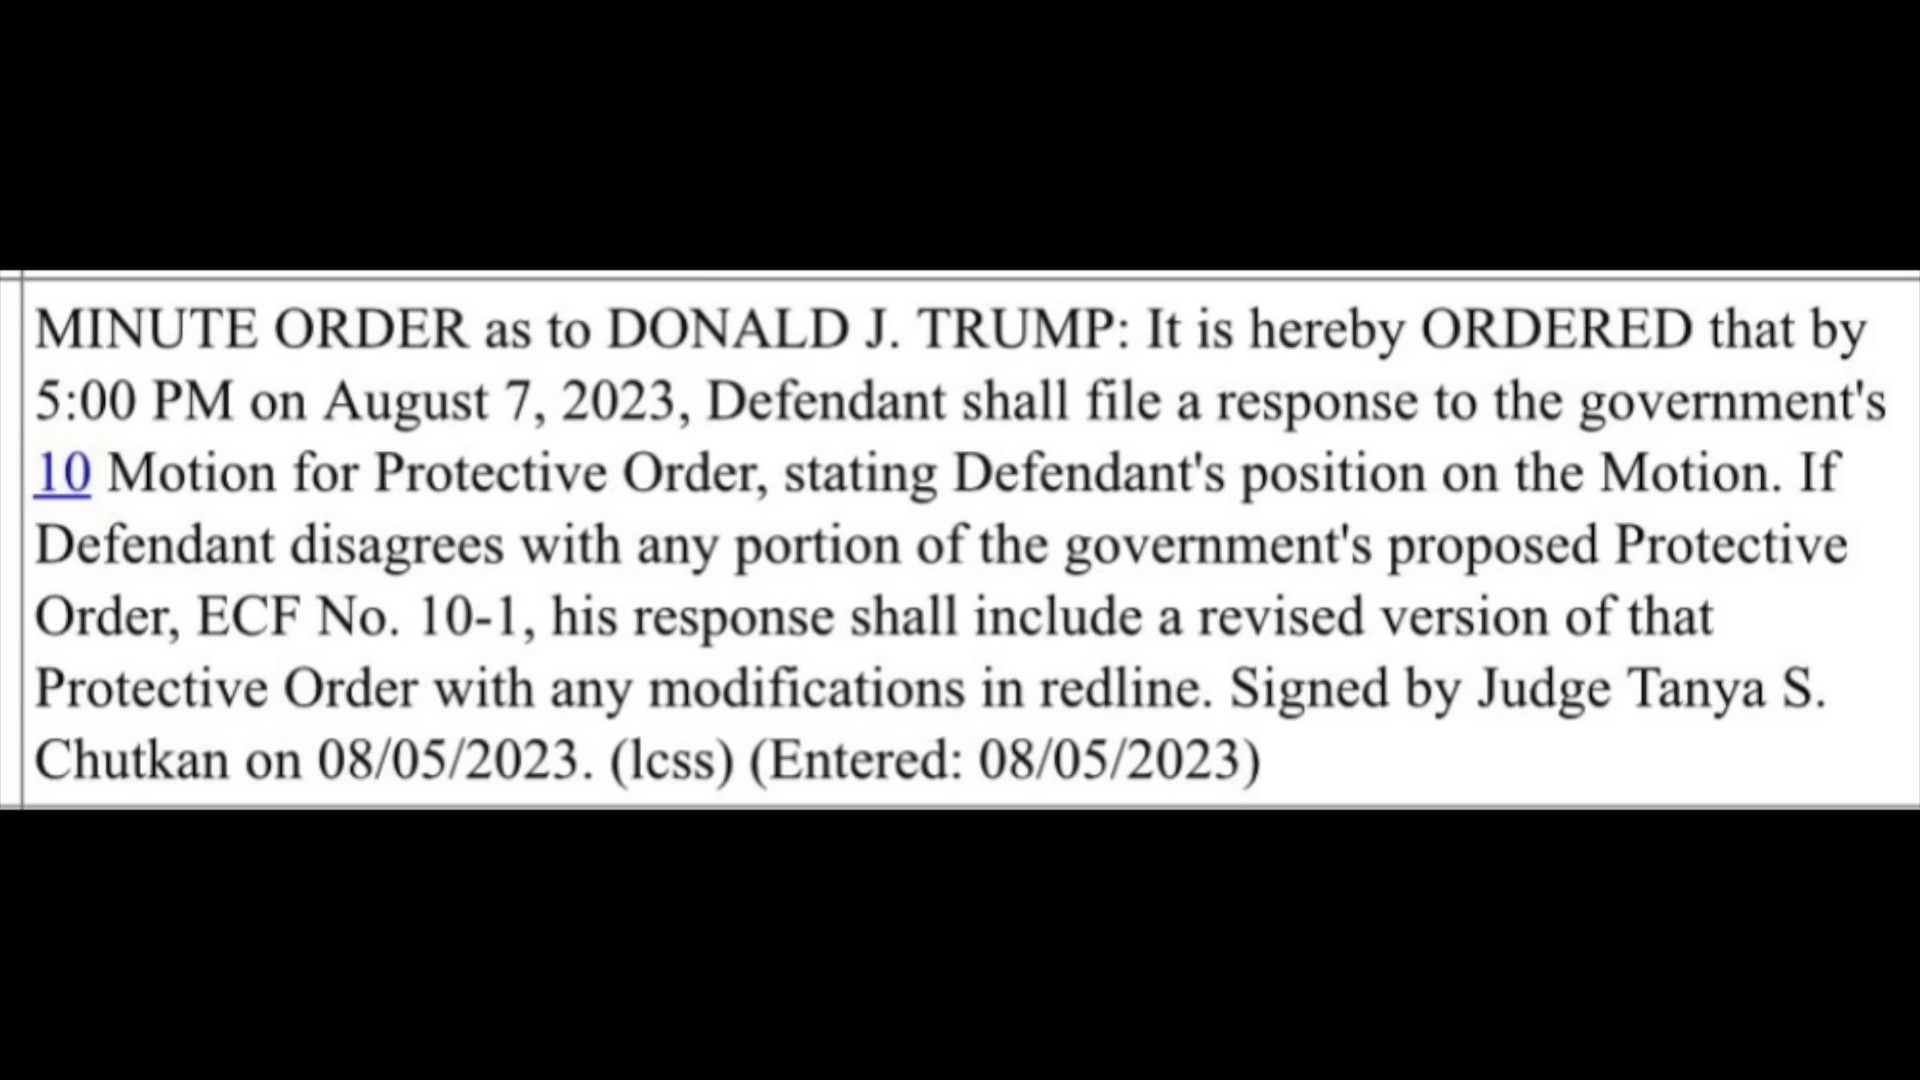 MINUTE ORDER as to DONALD J. TRUMP: It is hereby ORDERED that by
5:00 PM on August 7, 2023, Defendant shall file a response to the government's
10 Motion for Protective Order, stating Defendant's position on the Motion. If
Defendant disagrees with any portion of the government's proposed Protective
Order, ECF No. 10-1, his response shall include a revised version of that
Protective Order with any modifications in redline. Signed by Judge Tanya S.
Chutkan on 08/05/2023. (lcss) (Entered: 08/05/2023)